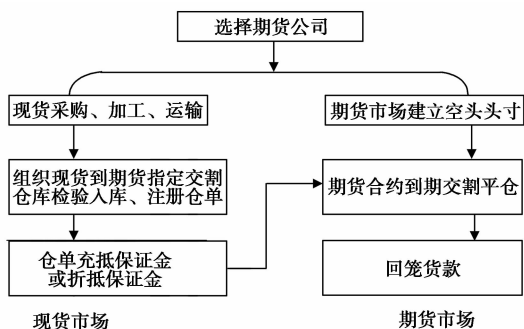 选择期货公司
现货采购、加工、运输
期货市场建立空头头寸
组织现货到期货指定交割
仓库检验入库、注册仓单
期货合约到期交割平仓
仓单充抵保证金
或折抵保证金
回笼货款
现货市场
期货市场